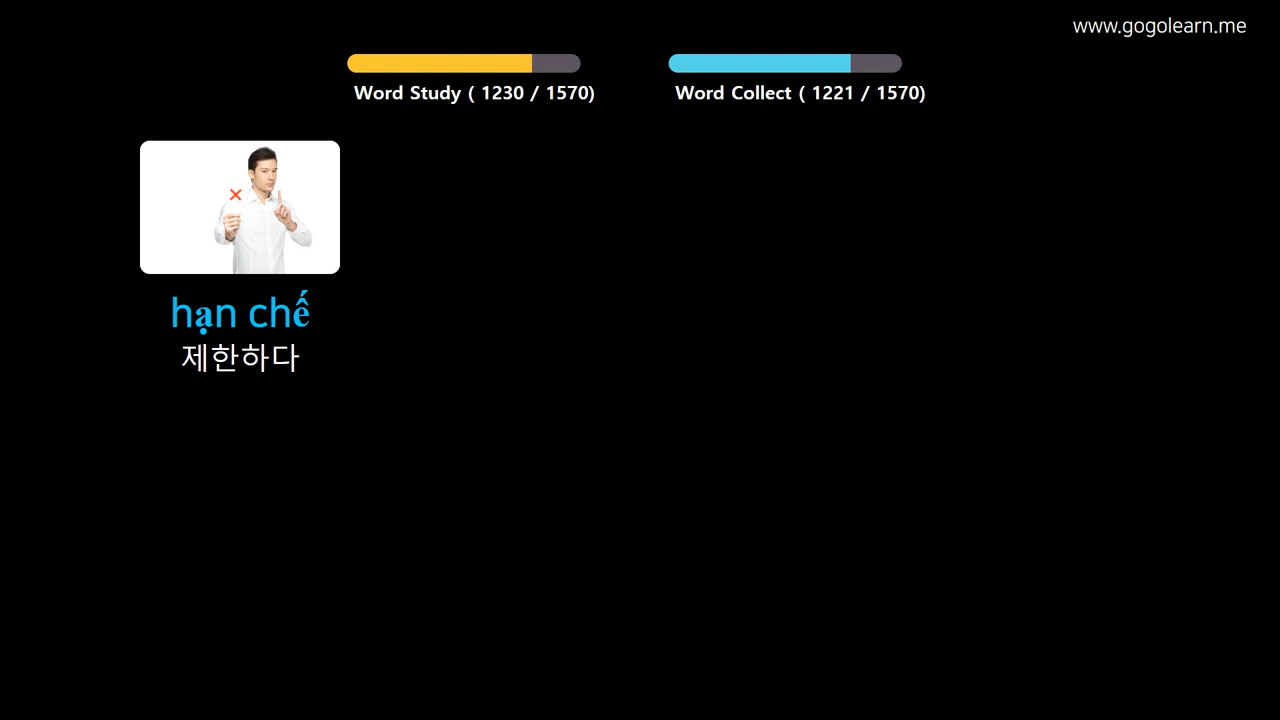 www.gogolearn.me
Word Study ( 1230 / 1570)
Word Collect ( 1221 / 1570)
hạn chế
제한하다